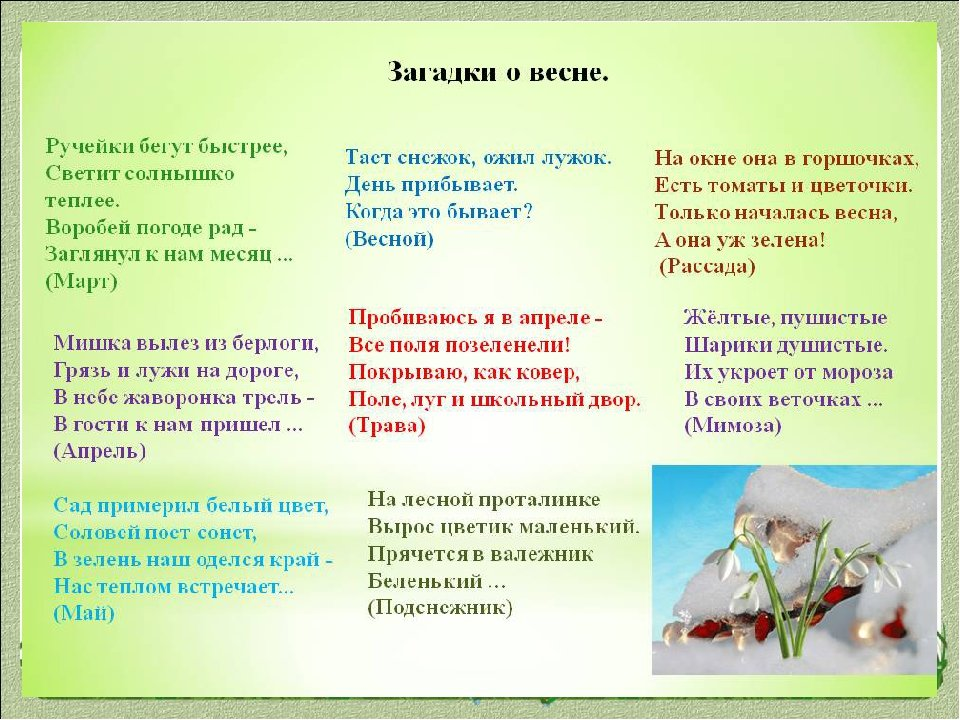 Загадки о весне.
Ручейки бегут быстрее,
Светит солнышко
теплее.
Воробей погоде рад -
Заглянул к нам месяц ...
(Март)
Тает снежок, ожил лужок.
День прибывает.
Когда это бывает?
(Весной)
На окне она в горшочках,
Есть томаты и цветочки.
Только началась весна,
А она уж зелена!
(Рассада)
Мишка вылез из берлоги,
Грязь и лужи на дороге,
В небе жаворонка трель -
В гости к нам пришел ...
(Апрель)
Пробиваюсь я в апреле -
Все поля позеленели!
Покрываю, как ковер,
Поле, луг и школьный двор.
(Трава)
Жёлтые, пушистые
Шарики душистые.
Их укроет от мороза
В своих веточках ...
(Мимоза)
Сад примерил белый цвет,
Соловей поет сонет,
В зелень наш оделся край -
Нас теплом встречает...
(Май)
На лесной проталинке
Вырос цветик маленький.
Прячется в валежник
Беленький ...
(Подснежник)